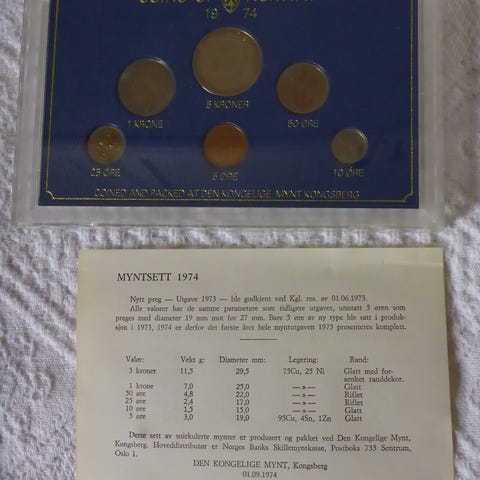 COINS OF NORWAY
19 74
5 KRONER
1 KRONE
50 ØRE
25 ØRE
5 ØRE
10 ØRE
COINED AND PACKED AT DEN KONGELIGE MYNT KONGSBERG
MYNTSETT 1974
Nytt preg — Utgave 1973 — ble godkjent ved Kgl. res. av 01.06.1973.
Alle valører har de samme parametere som tidligere utgaver, unntatt 5 øren som
preges med diameter 19 mm mot før 27 mm. Bare 5 øre av ny type ble satt i produk-
sjon i 1973, 1974 er derfor det første året hele myntutgaven 1973 presenteres komplett.
Valør: Vekt g: Diameter mm: Legering: Rand:
5 kroner 11,5 29,5 75Cu, 25 Ni Glatt med for-
senket randdekor.
1 krone 7,0 25,0 —»— Glatt
50 øre 4,8 22,0 —»— Riflet
25 øre 2,4 17,0 —»— Riflet
10 øre 1,5 15,0 —»— Glatt
5 øre 3,0 19,0 95Cu, 4Sn, 1Zn Glatt
Dette sett av usirkulerte mynter er produsert og pakket ved Den Kongelige Mynt,
Kongsberg. Hoveddistributør er Norges Banks Skillemyntkasse, Postboks 735 Sentrum,
Oslo 1.
DEN KONGELIGE MYNT, Kongsberg
01.09.1974